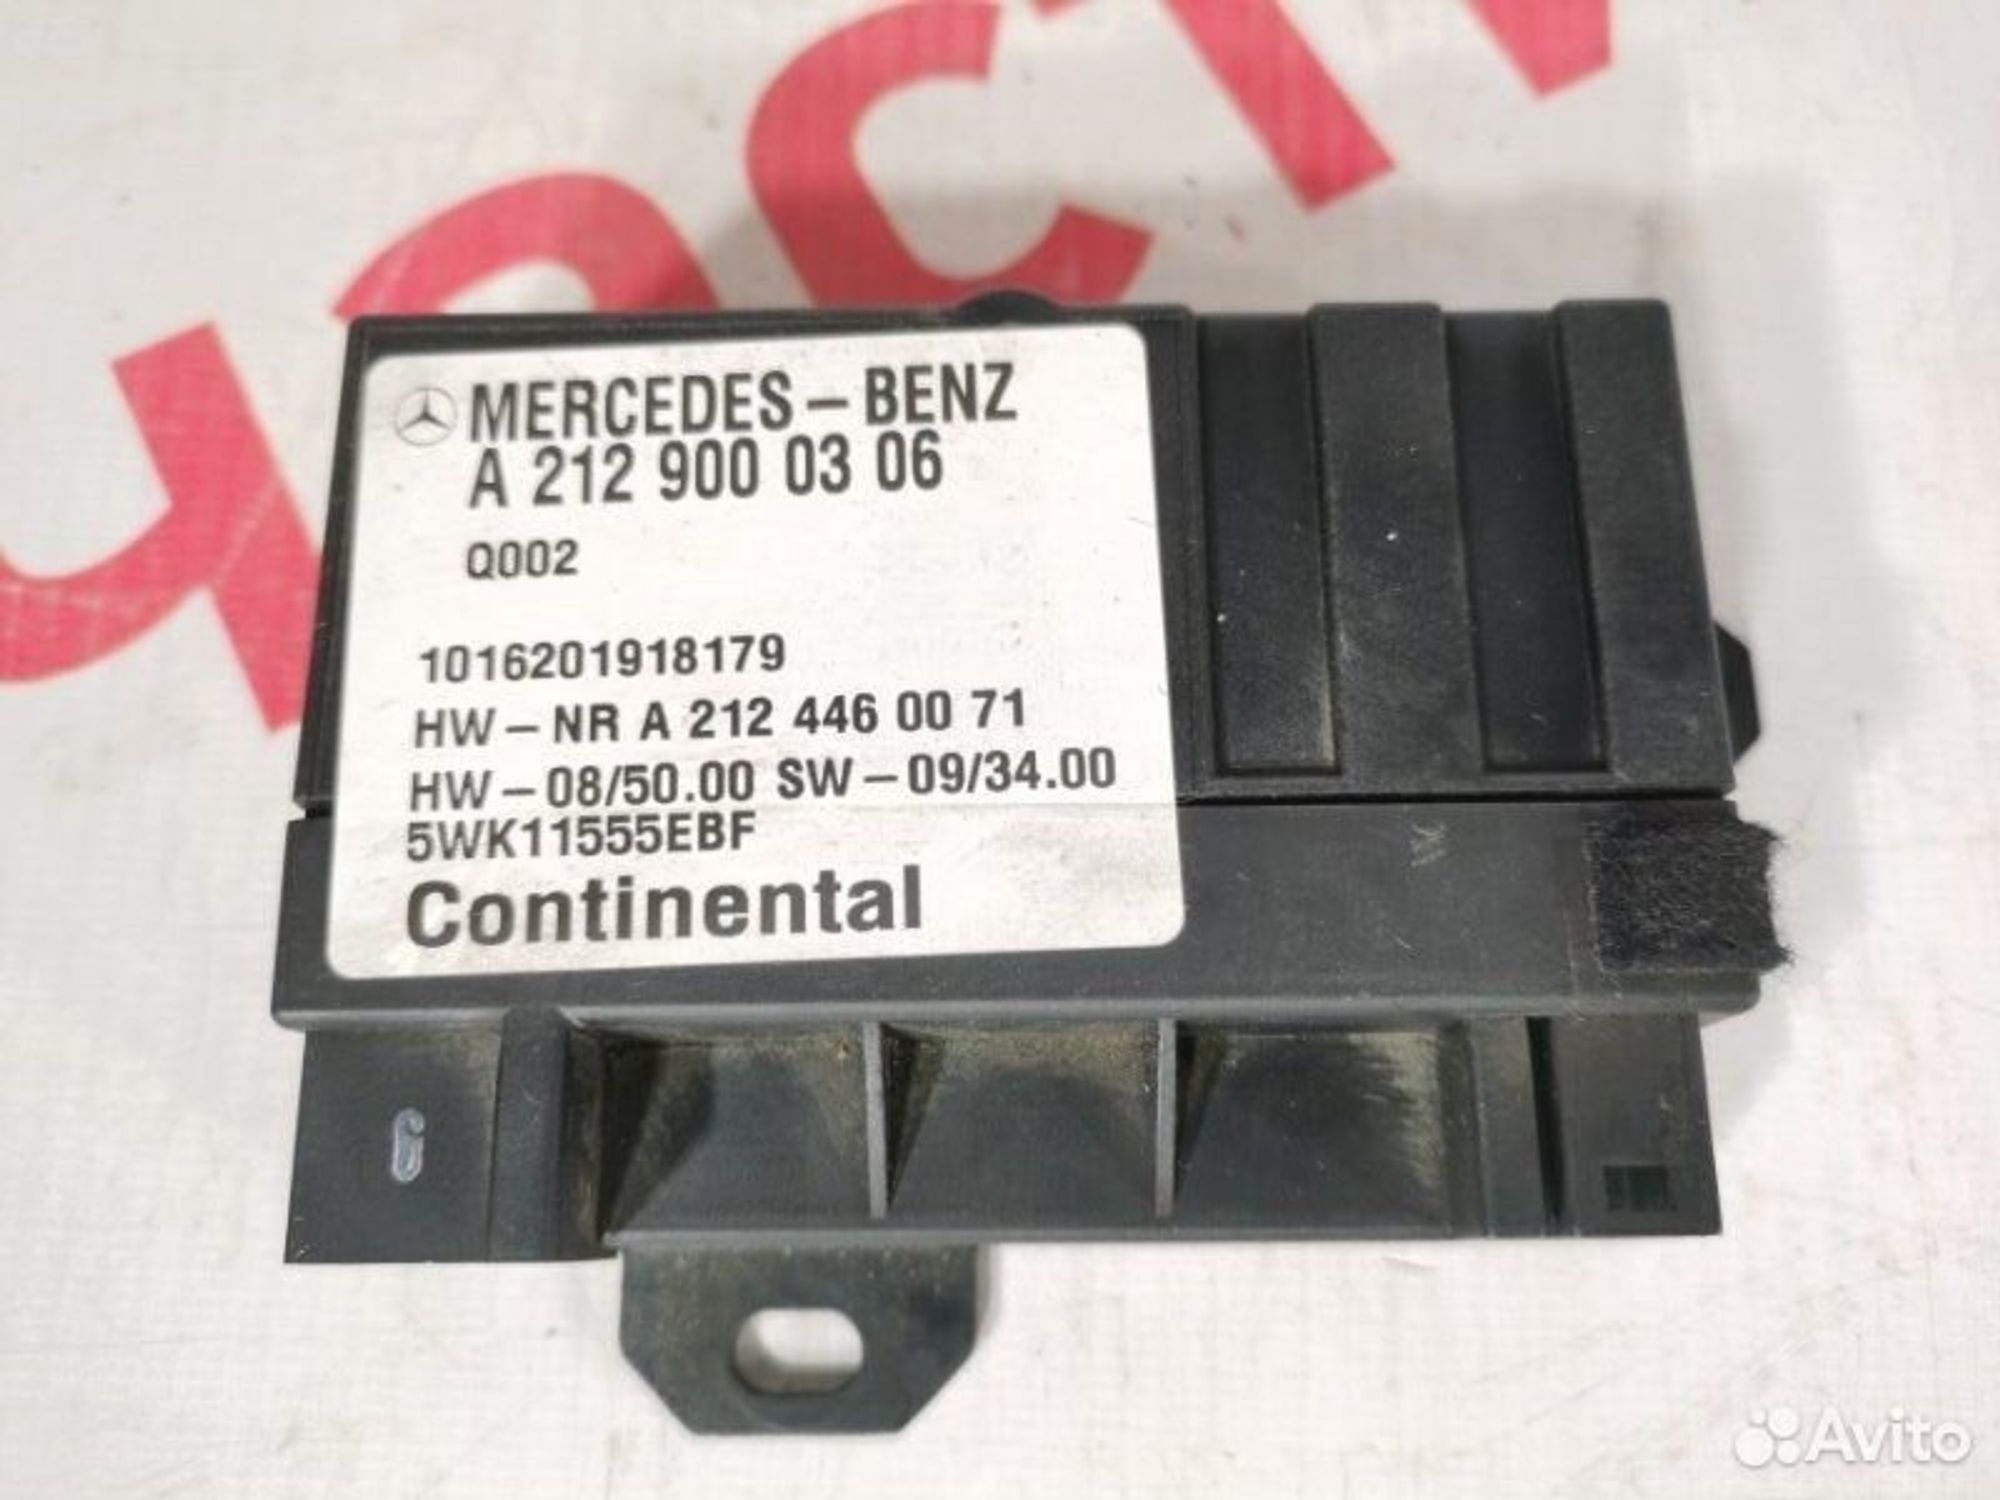 части
MERCEDES-BENZ
A 212 900 03 06
Q002
1016201918179
HW-NR A 212 446 00 71
HW-08/50.00 SW-09/34.00
5WK11555EBF
Continental
Avito